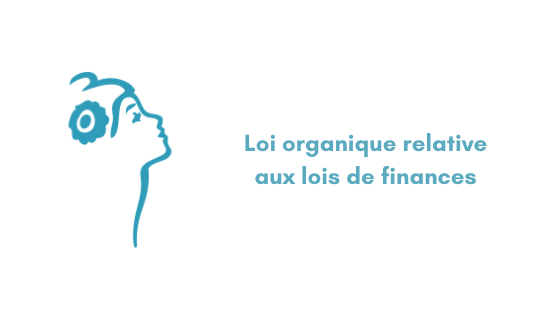 Loi organique relative
aux lois de finances